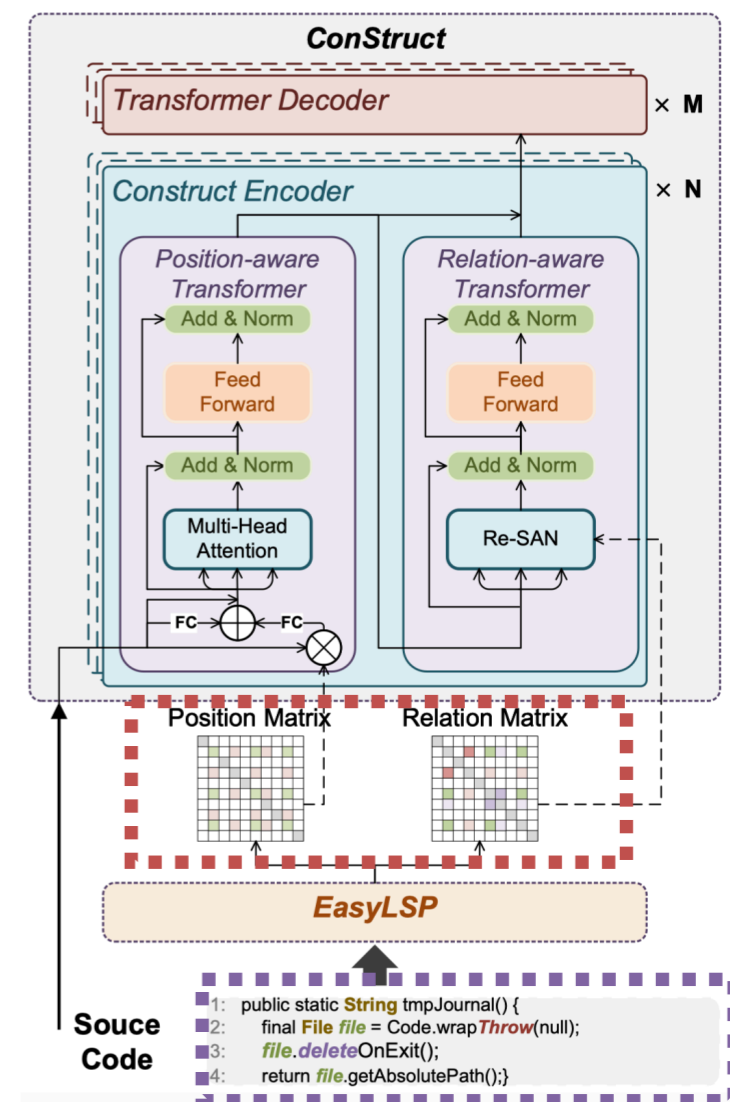 ConStruct
Transformer Decoder
× M
Construct Encoder
× N
Position-aware
Transformer
Add & Norm
Feed
Forward
Add & Norm
Multi-Head
Attention
FC
FC
Relation-aware
Transformer
Add & Norm
Feed
Forward
Add & Norm
Re-SAN
Position Matrix
Relation Matrix
EasyLSP
Souce
Code
1: public static String tmpJournal() {
2: final File file = Code.wrapThrow(null);
3: file.deleteOnExit();
4: return file.getAbsolutePath();}